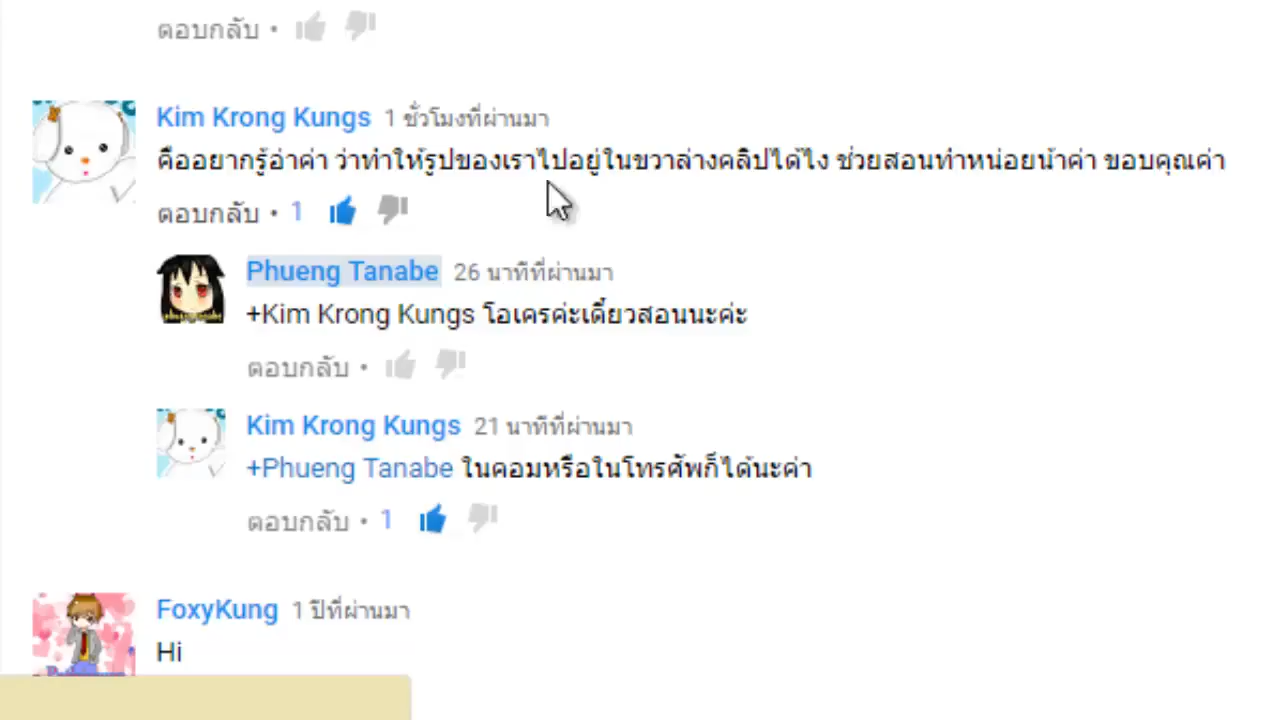 ตอบกลับ •
Kim Krong Kungs 1 ชั่วโมงที่ผ่านมา
คืออยากรู้อ่าค่า ว่าทำให้รูปของเราไปอยู่ในขวาล่างคลิปได้ไง ช่วยสอนทำหน่อยน้าค่า ขอบคุณค่า
ตอบกลับ • 1
Phueng Tanabe 26 นาทีที่ผ่านมา
+Kim Krong Kungs โอเครค่ะเดี๋ยวสอนนะค่ะ
ตอบกลับ •
Kim Krong Kungs 21 นาทีที่ผ่านมา
+Phueng Tanabe ในคอมหรือในโทรศัพก็ได้นะค่า
ตอบกลับ • 1
FoxyKung 1 ปีที่ผ่านมา
Hi